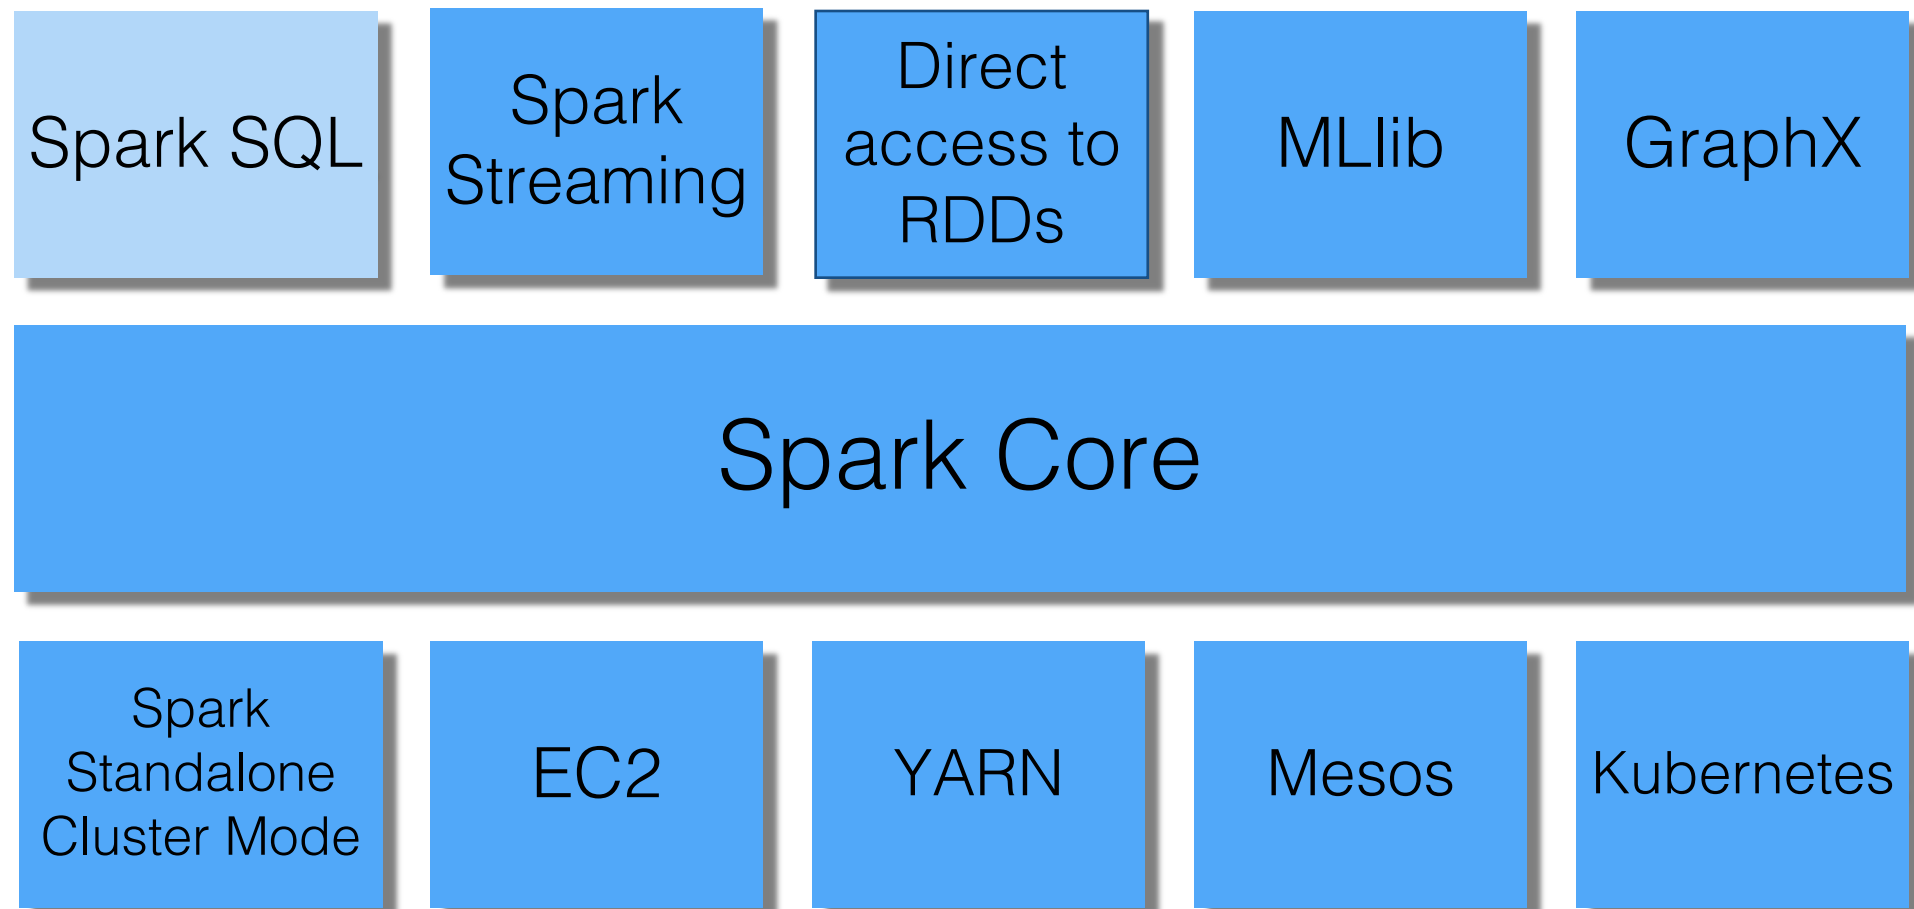 Spark SQL
Spark
Streaming
Direct
access to
RDDs
MLlib
GraphX
Spark Core
Spark
Standalone
Cluster Mode
EC2
YARN
Mesos
Kubernetes